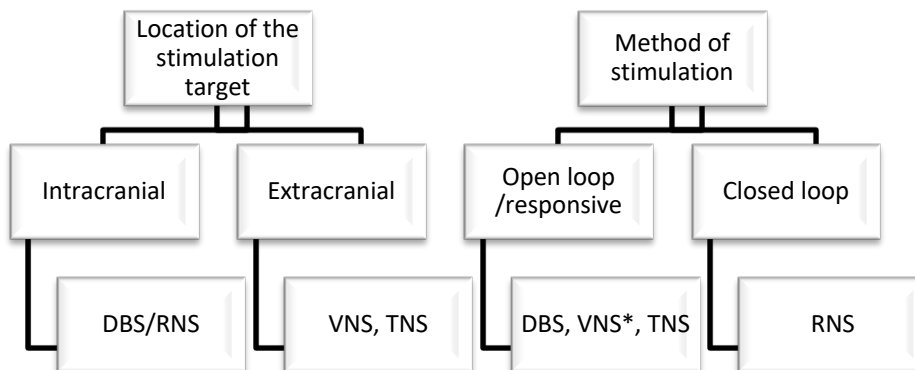 Location of the
stimulation
target
Method of
stimulation
Intracranial
Extracranial
Open loop
/responsive
Closed loop
DBS/RNS
VNS, TNS
DBS, VNS*, TNS
RNS